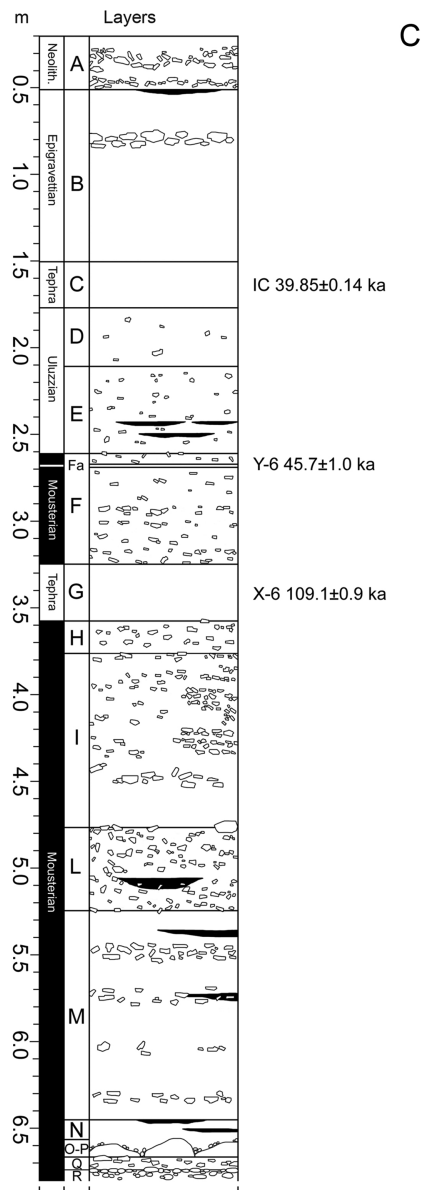 m Layers
C
Neolith. A
0.5
Epigravettian B
1.0
1.5
Tephra C IC 39.85±0.14 ka
D
2.0
Uluzzian
E
2.5
Fa Y-6 45.7±1.0 ka
Mousterian F
3.0
Tephra G X-6 109.1±0.9 ka
3.5
H
4.0
I
4.5
L
5.0
Mousterian
5.5
M
6.0
6.5
N
O-P
Q
R